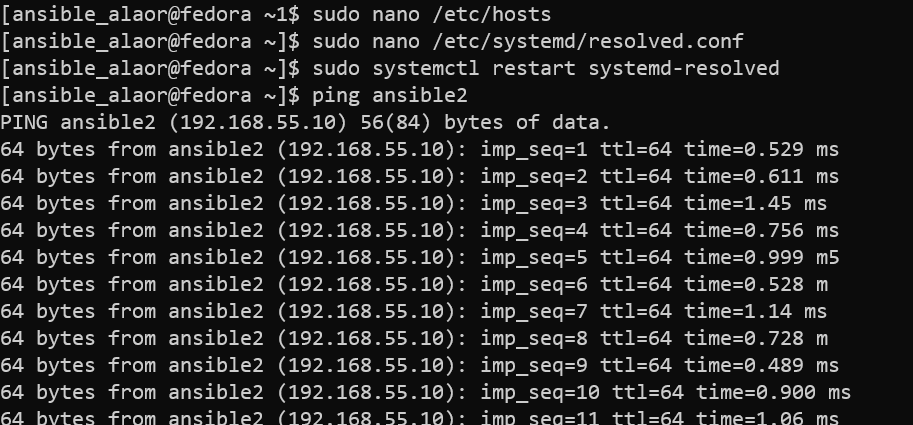 [ansible_alaor@fedora ~1$ sudo nano /etc/hosts
[ansible_alaor@fedora ~]$ sudo nano /etc/systemd/resolved.conf
[ansible_alaor@fedora ~]$ sudo systemctl restart systemd-resolved
[ansible_alaor@fedora ~]$ ping ansible2
PING ansible2 (192.168.55.10) 56(84) bytes of data.
64 bytes from ansible2 (192.168.55.10): imp_seq=1 ttl=64 time=0.529 ms
64 bytes from ansible2 (192.168.55.10): imp_seq=2 ttl=64 time=0.611 ms
64 bytes from ansible2 (192.168.55.10): imp_seq=3 ttl=64 time=1.45 ms
64 bytes from ansible2 (192.168.55.10): imp_seq=4 ttl=64 time=0.756 ms
64 bytes from ansible2 (192.168.55.10): imp_seq=5 ttl=64 time=0.999 m5
64 bytes from ansible2 (192.168.55.10): imp_seq=6 ttl=64 time=0.528 m
64 bytes from ansible2 (192.168.55.10): imp_seq=7 ttl=64 time=1.14 ms
64 bytes from ansible2 (192.168.55.10): imp_seq=8 ttl=64 time=0.728 m
64 bytes from ansible2 (192.168.55.10): imp_seq=9 ttl=64 time=0.489 ms
64 bytes from ansible2 (192.168.55.10): imp_seq=10 ttl=64 time=0.900 ms
64 bytes from ansible2 (192.168.55.10): imp_seq=11 ttl=64 time=1.06 ms